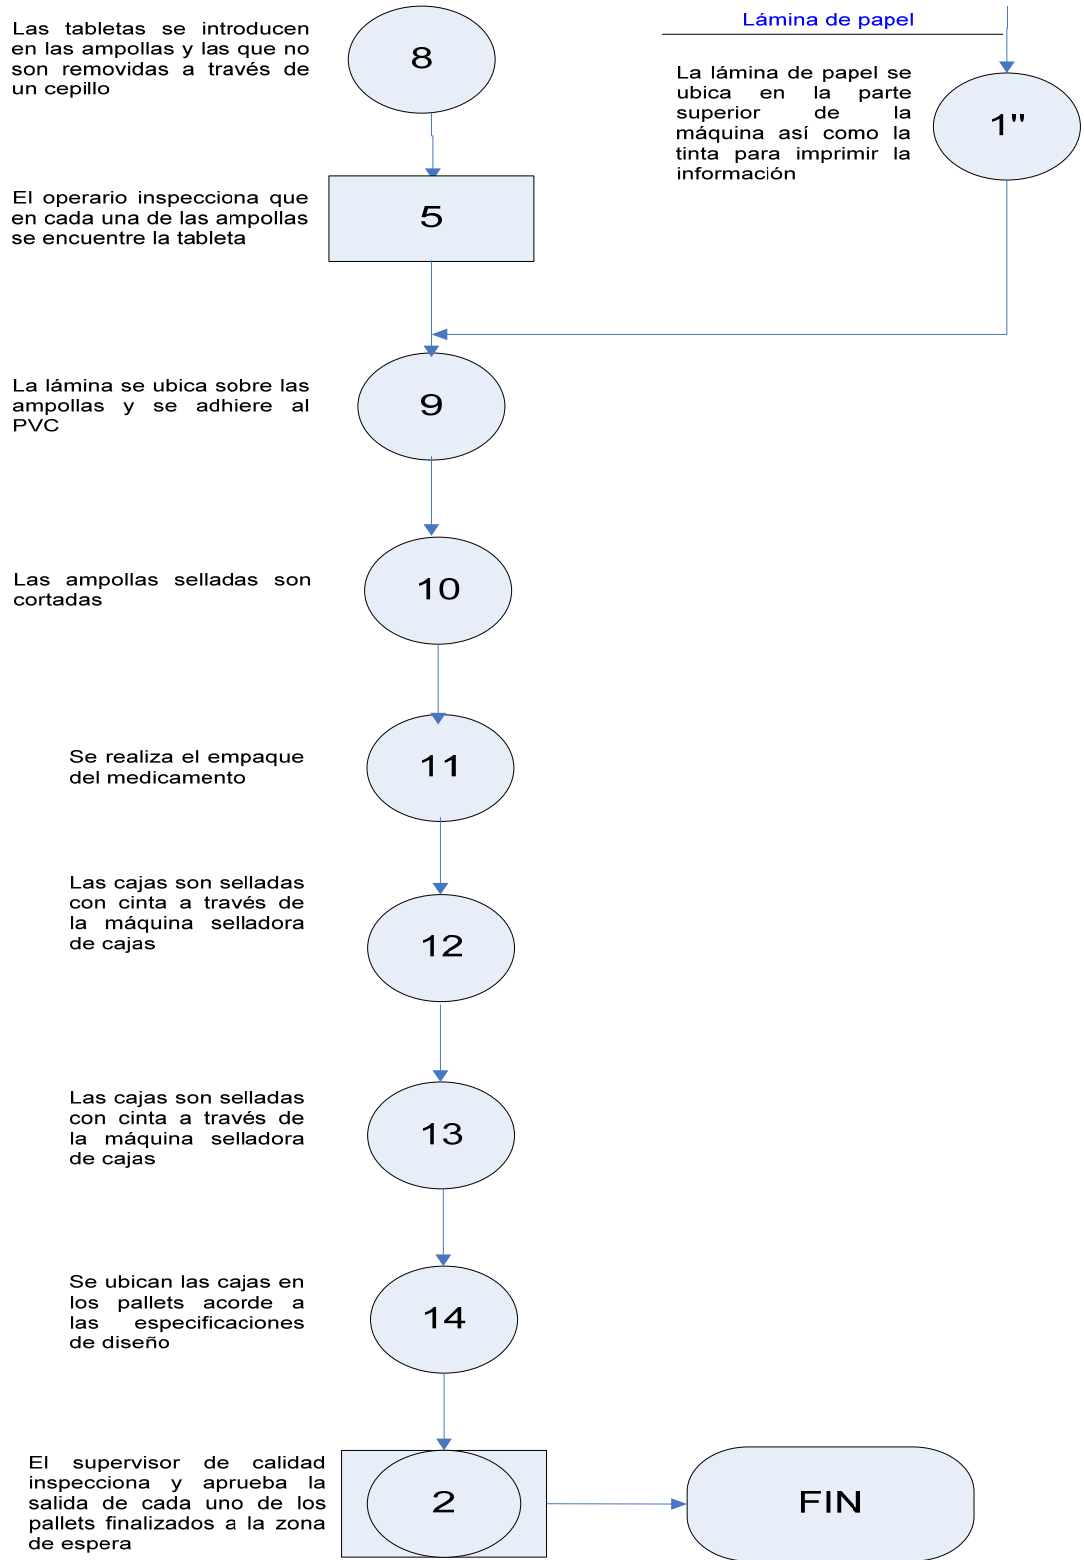 Las tabletas se introducen
en las ampollas y las que no
son removidas a través de
un cepillo
8
Lámina de papel
La lámina de papel se
ubica en la parte
superior de la
máquina así como la
tinta para imprimir la
información
1"
El operario inspecciona que
en cada una de las ampollas
se encuentre la tableta
5
La lámina se ubica sobre las
ampollas y se adhiere al
PVC
9
Las ampollas selladas son
cortadas
10
Se realiza el empaque
del medicamento
11
Las cajas son selladas
con cinta a través de
la máquina selladora
de cajas
12
Las cajas son selladas
con cinta a través de
la máquina selladora
de cajas
13
Se ubican las cajas en
los pallets acorde a
las especificaciones
de diseño
14
El supervisor de calidad
inspecciona y aprueba la
salida de cada uno de los
pallets finalizados a la zona
de espera
2
FIN